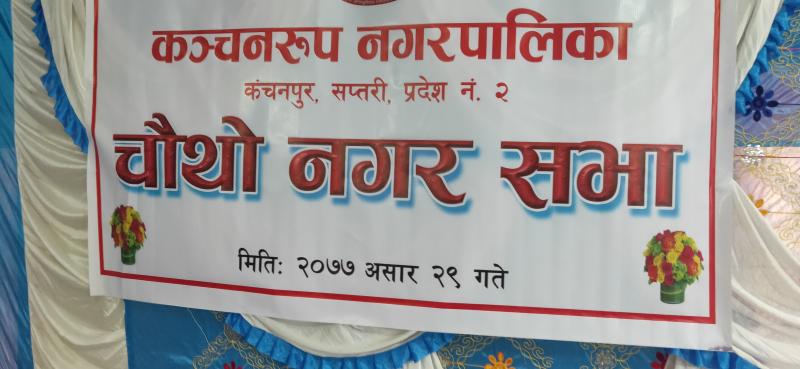 कञ्चनरुप नगरपालिका
कंचनपुर, सप्तरी, प्रदेश नं. २
चौथो नगर सभा
मिति: २०७७ असार २९ गते